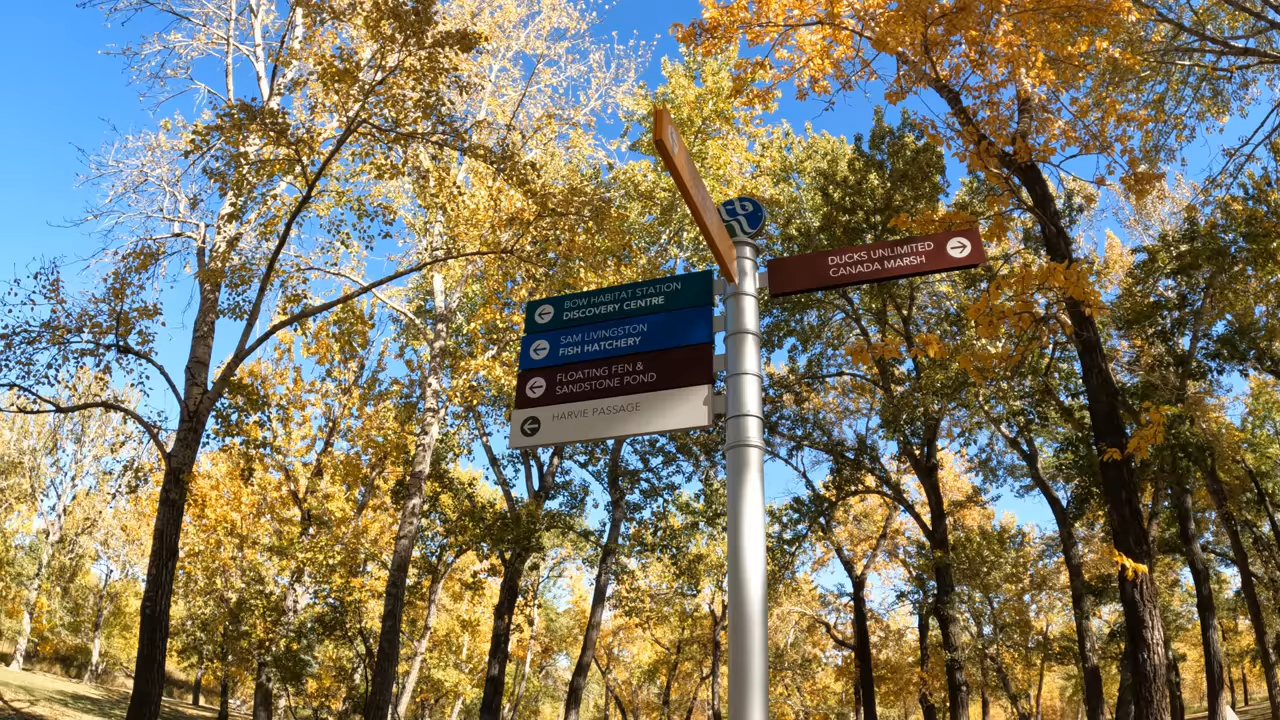 BOW HABITAT STATION
DISCOVERY CENTRE
SAM LIVINGSTON
FISH HATCHERY
FLOATING FEN &
SANDSTONE POND
HARVIE PASSAGE
DUCKS UNLIMITED
CANADA MARSH